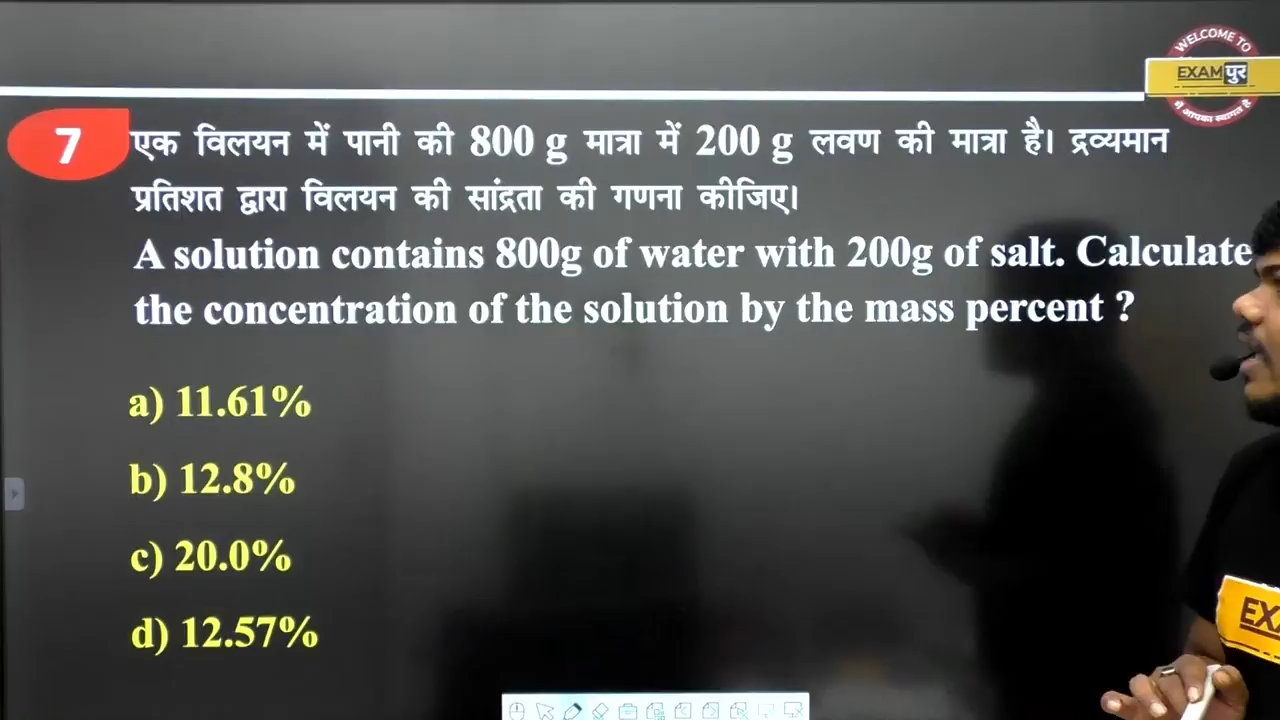 WELCOME TO
EXAMपुर
में आपका स्वागत है
7
एक विलयन में पानी की 800 g मात्रा में 200 g लवण की मात्रा है। द्रव्यमान
प्रतिशत द्वारा विलयन की सांद्रता की गणना कीजिए।
A solution contains 800g of water with 200g of salt. Calculate
the concentration of the solution by the mass percent ?
a) 11.61%
b) 12.8%
c) 20.0%
d) 12.57%